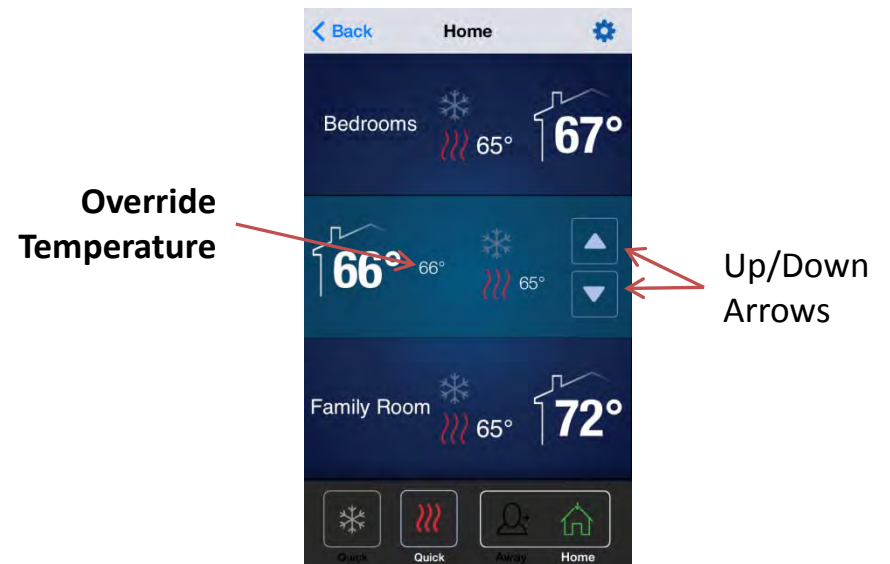 Back Home
Bedrooms 65° 67°
Override
Temperature
66° 66° 65°
Up/Down
Arrows
Family Room 65° 72°
Quick Quick Away Home